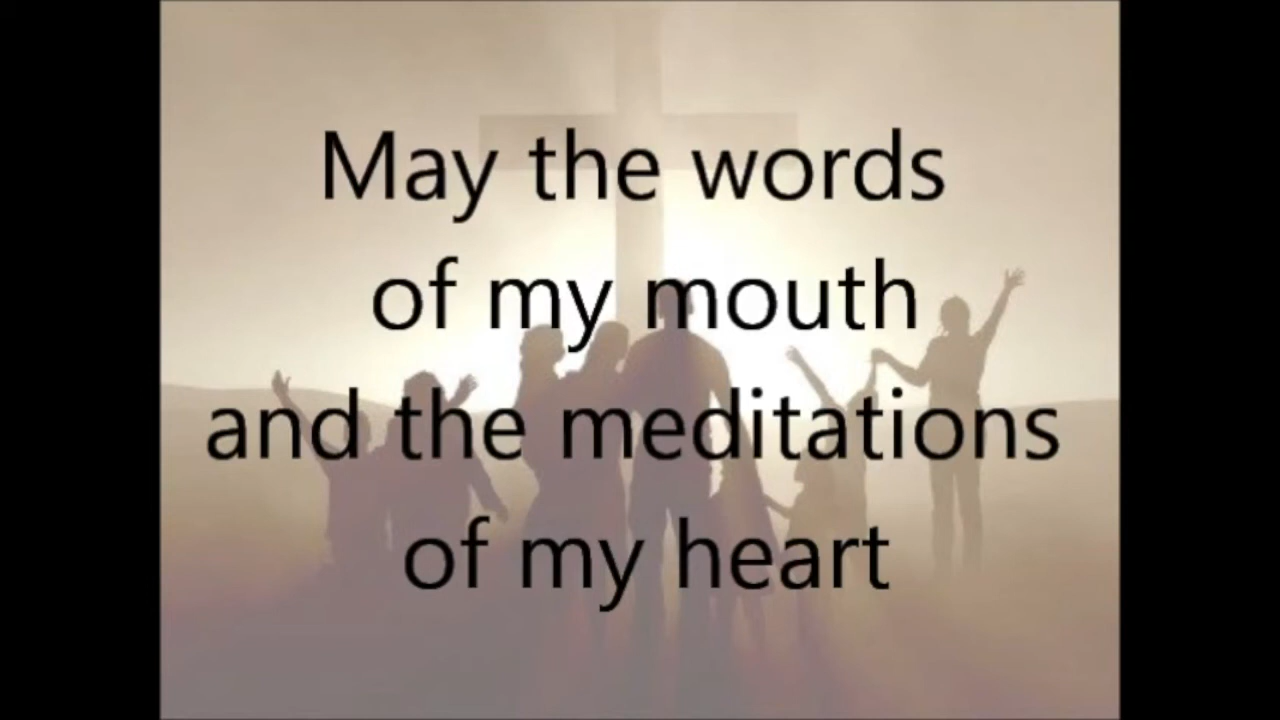 May the words
of my mouth
and the meditations
of my heart